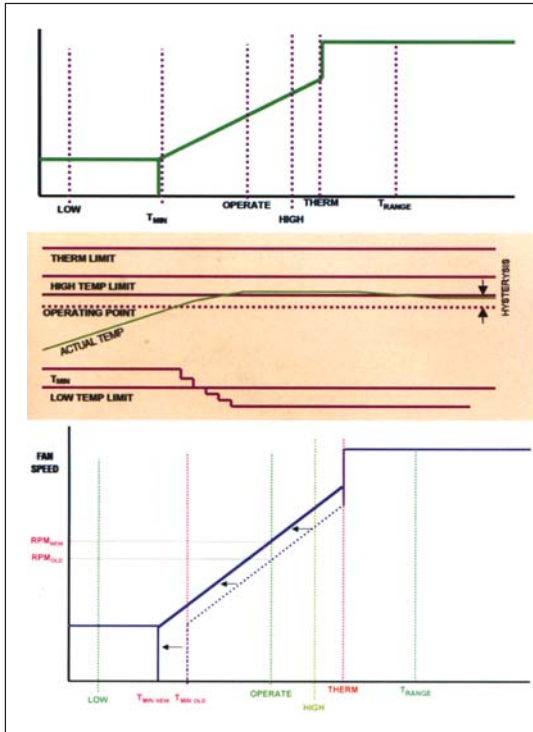 LOW
TMIN
OPERATE
HIGH
THERM
TRANGE
THERM LIMIT
HIGH TEMP LIMIT
OPERATING POINT
ACTUAL TEMP
HYSTERYSIS
TMIN
LOW TEMP LIMIT
FAN
SPEED
RPMNEW
RPMOLD
LOW
TMIN NEW
TMIN OLD
OPERATE
HIGH
THERM
TRANGE